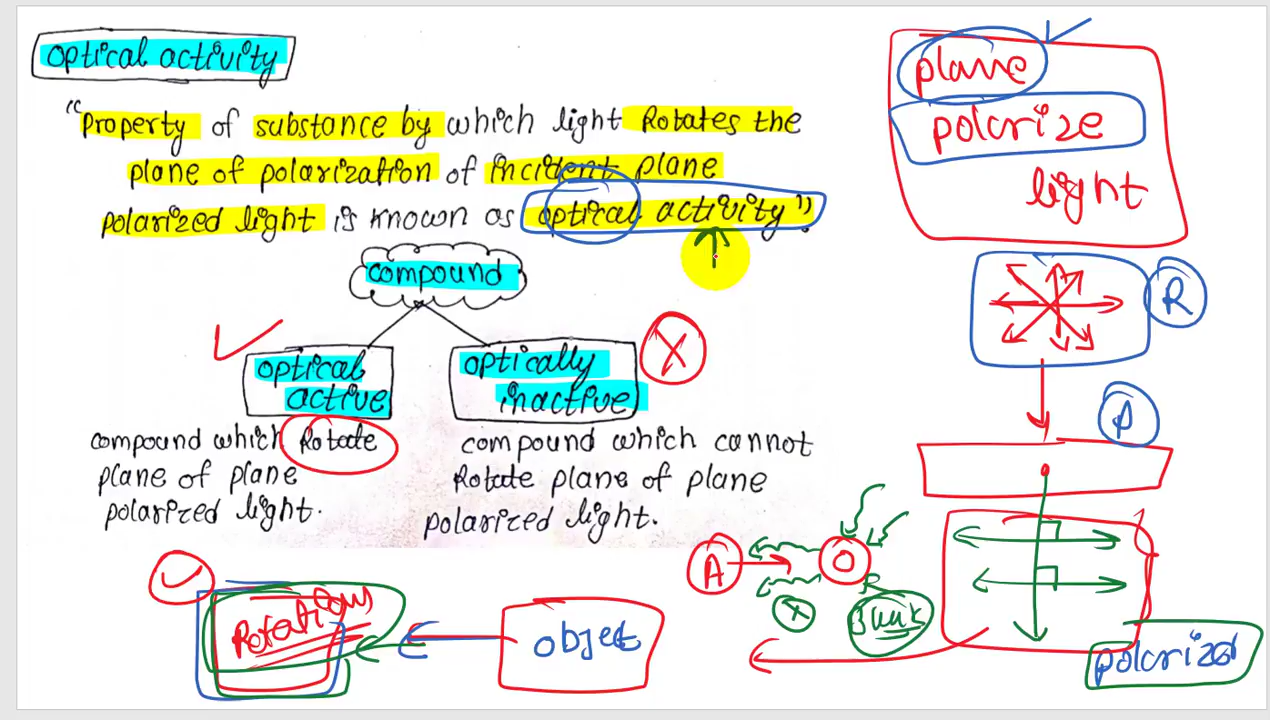 optical activity
"Property of substance by which light Rotates the
plane of polarization of incident plane
polarized light is known as optical activity".
compound
optical
active
optically
inactive
X
compound which Rotate
plane of plane
polarized light.
compound which cannot
Rotate plane of plane
polarized light.
plane
polarize
light
R
P
A
O
X
Rotations
object
polarized